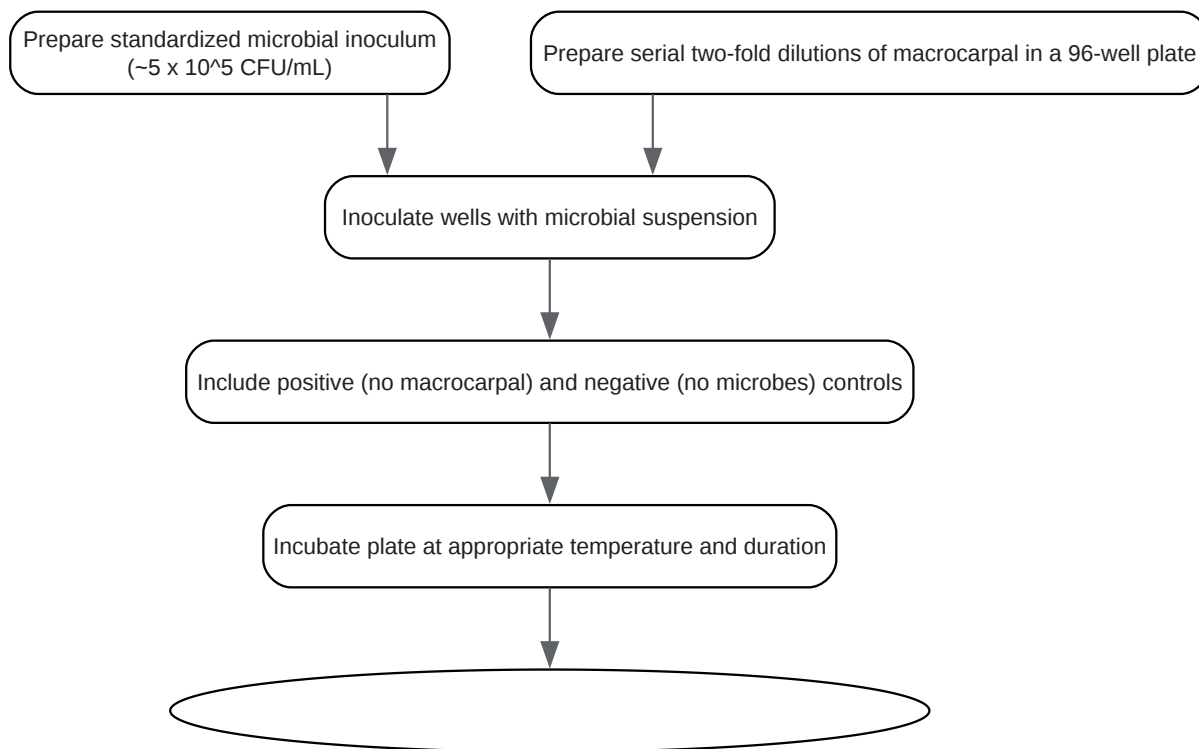 Prepare standardized microbial inoculum
(~5 x 10^5 CFU/mL)
Prepare serial two-fold dilutions of macrocarpal in a 96-well plate
Inoculate wells with microbial suspension
Include positive (no macrocarpal) and negative (no microbes) controls
Incubate plate at appropriate temperature and duration